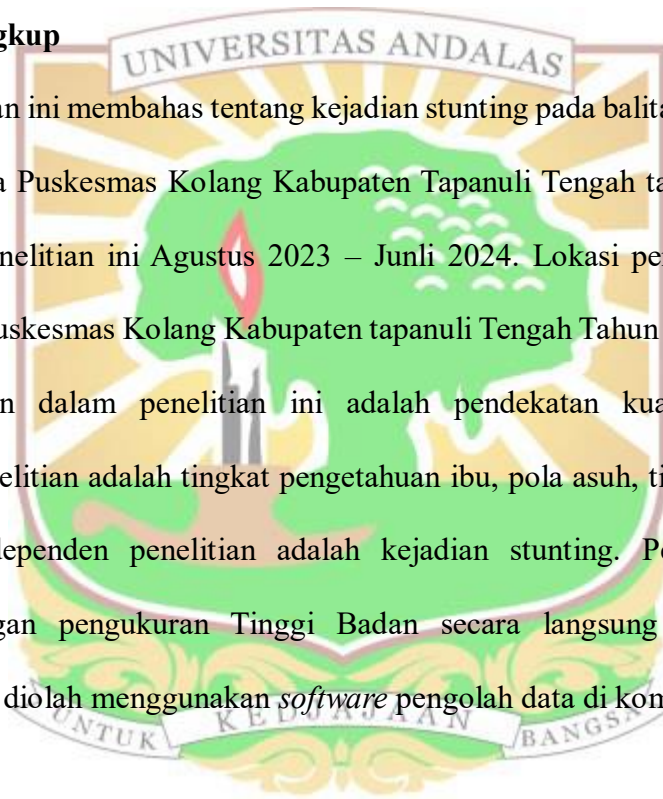 gkup
UNIVERSITAS ANDALAS
an ini membahas tentang kejadian stunting pada balita
a Puskesmas Kolang Kabupaten Tapanuli Tengah ta
nelitian ini Agustus 2023 – Junli 2024. Lokasi pe
uskesmas Kolang Kabupaten tapanuli Tengah Tahun
n dalam penelitian ini adalah pendekatan kua
elitian adalah tingkat pengetahuan ibu, pola asuh, ti
dependen penelitian adalah kejadian stunting. Pe
gan pengukuran Tinggi Badan secara langsung
diolah menggunakan software pengolah data di kom
UNTUK KEDJAJAAN BANGSA